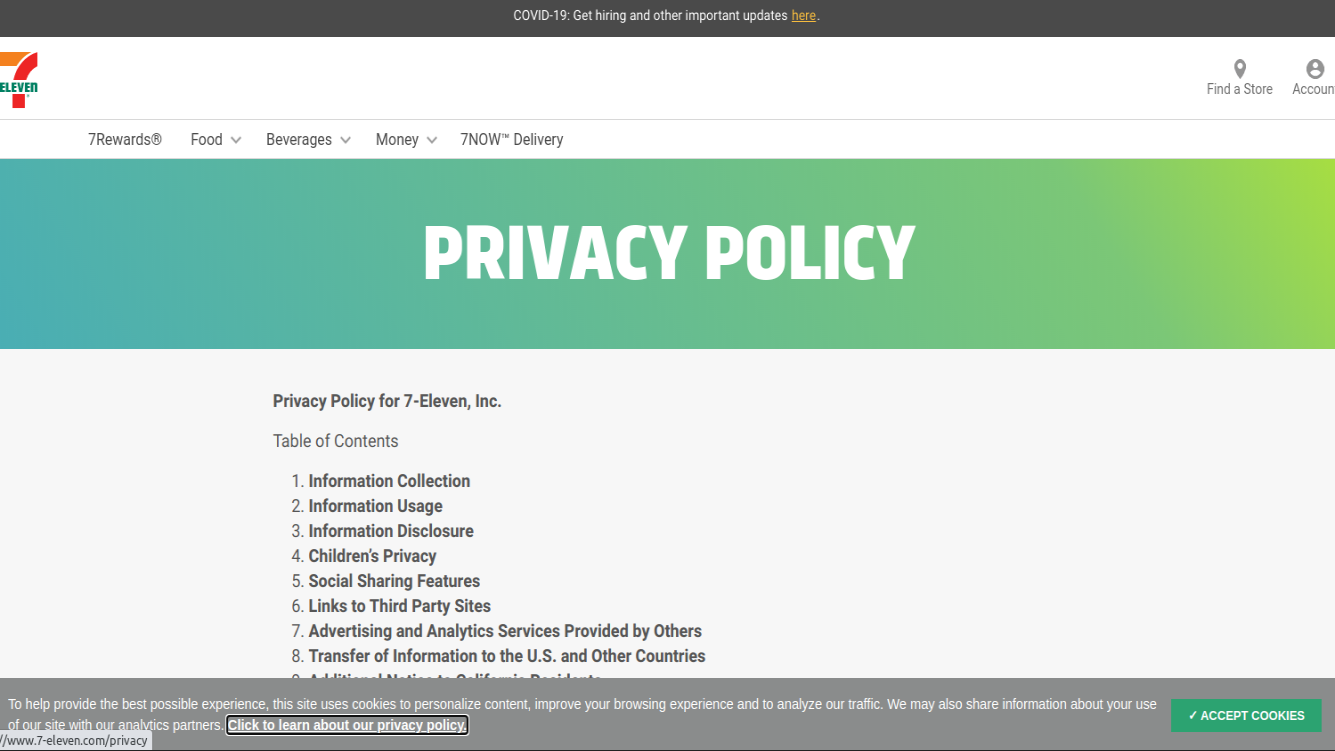 COVID-19: Get hiring and other important updates here.
ELEVEN
Find a Store
Accoun
7Rewards®
Food
Beverages
Money
7NOW™ Delivery
PRIVACY POLICY
Privacy Policy for 7-Eleven, Inc.
Table of Contents
1. Information Collection
2. Information Usage
3. Information Disclosure
4. Children's Privacy
5. Social Sharing Features
6. Links to Third Party Sites
7. Advertising and Analytics Services Provided by Others
8. Transfer of Information to the U.S. and Other Countries
9. Additional Notice to California Residents
To help provide the best possible experience, this site uses cookies to personalize content, improve your browsing experience and to analyze our traffic. We may also share information about your use
of our site with our analytics partners. Click to learn about our privacy policy.
✓ ACCEPT COOKIES
//www.7-eleven.com/privacy